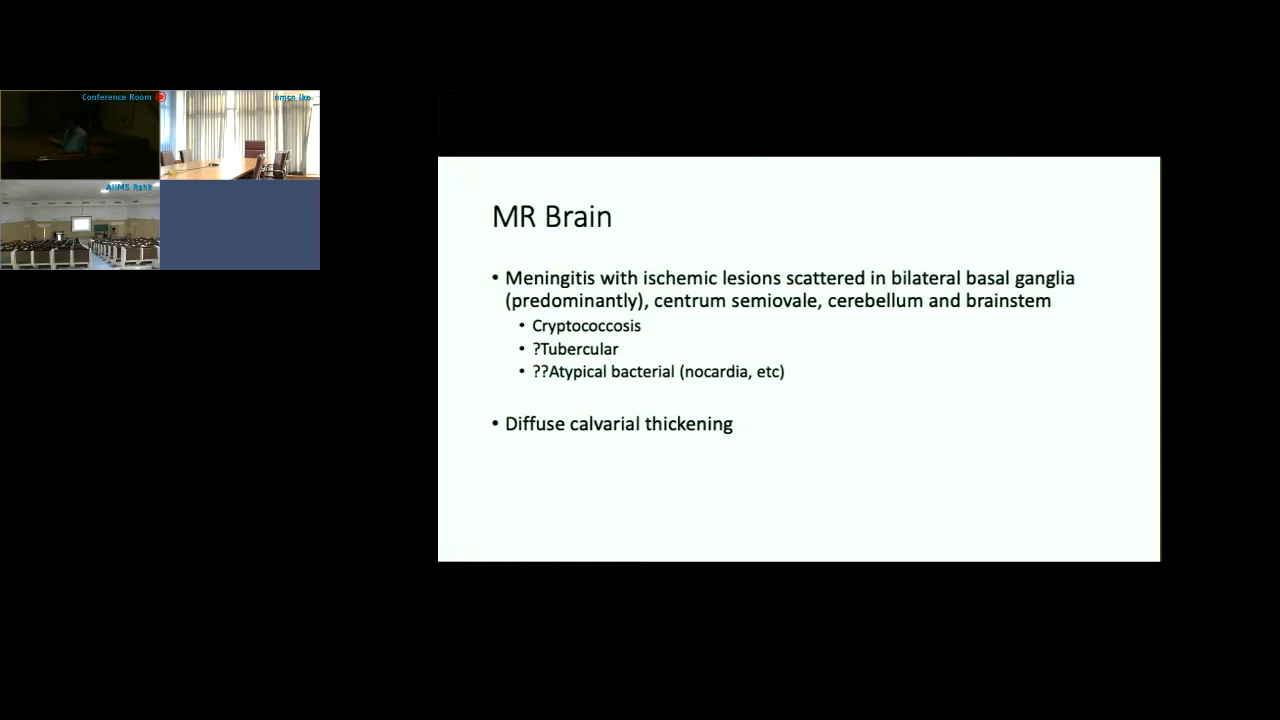 Conference Room
AIIMS Rshk
MR Brain
• Meningitis with ischemic lesions scattered in bilateral basal ganglia
(predominantly), centrum semiovale, cerebellum and brainstem
• Cryptococcosis
• ?Tubercular
• ??Atypical bacterial (nocardia, etc)
• Diffuse calvarial thickening